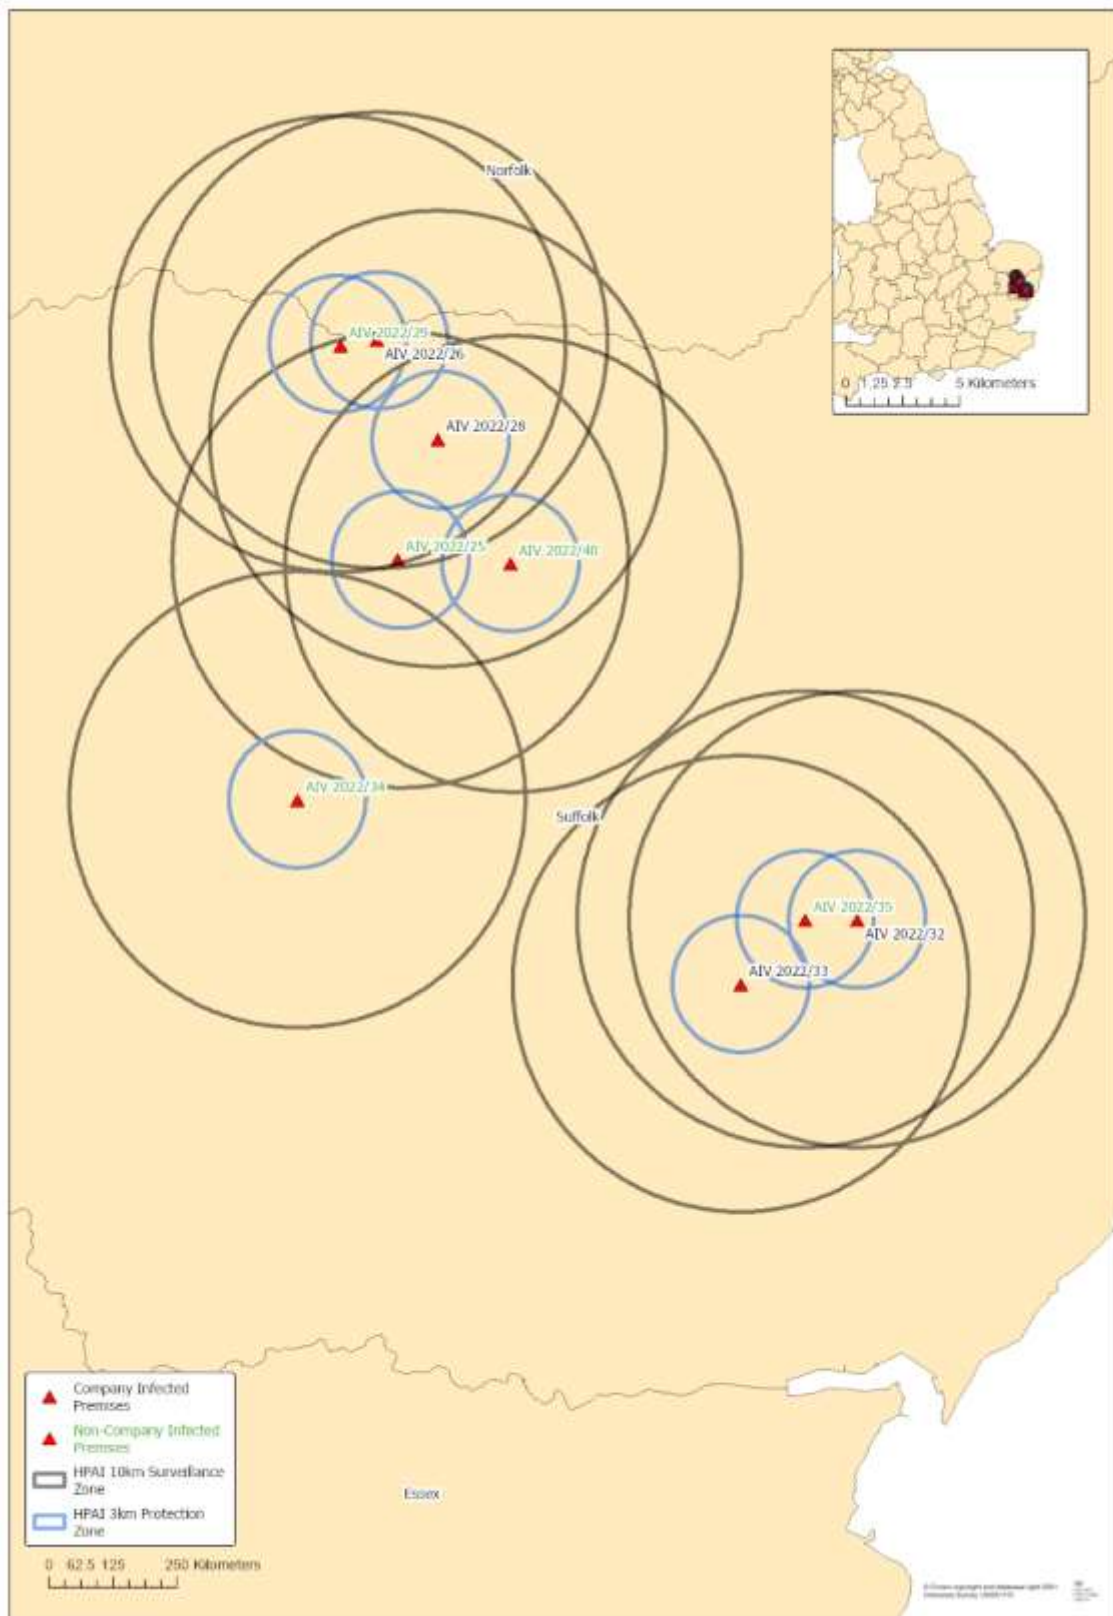 Norfolk
0 1.25 2.5 5 Kilometers
AIV 2022/29
AIV 2022/26
AIV 2022/28
AIV 2022/25
AIV 2022/40
AIV 2022/34
Suffolk
AIV 2022/35
AIV 2022/32
AIV 2022/33
Company Infected
Premises
Non-Company Infected
Premises
HPAI 10km Surveillance
Zone
HPAI 3km Protection
Zone
Essex
0 62.5 125 250 Kilometers